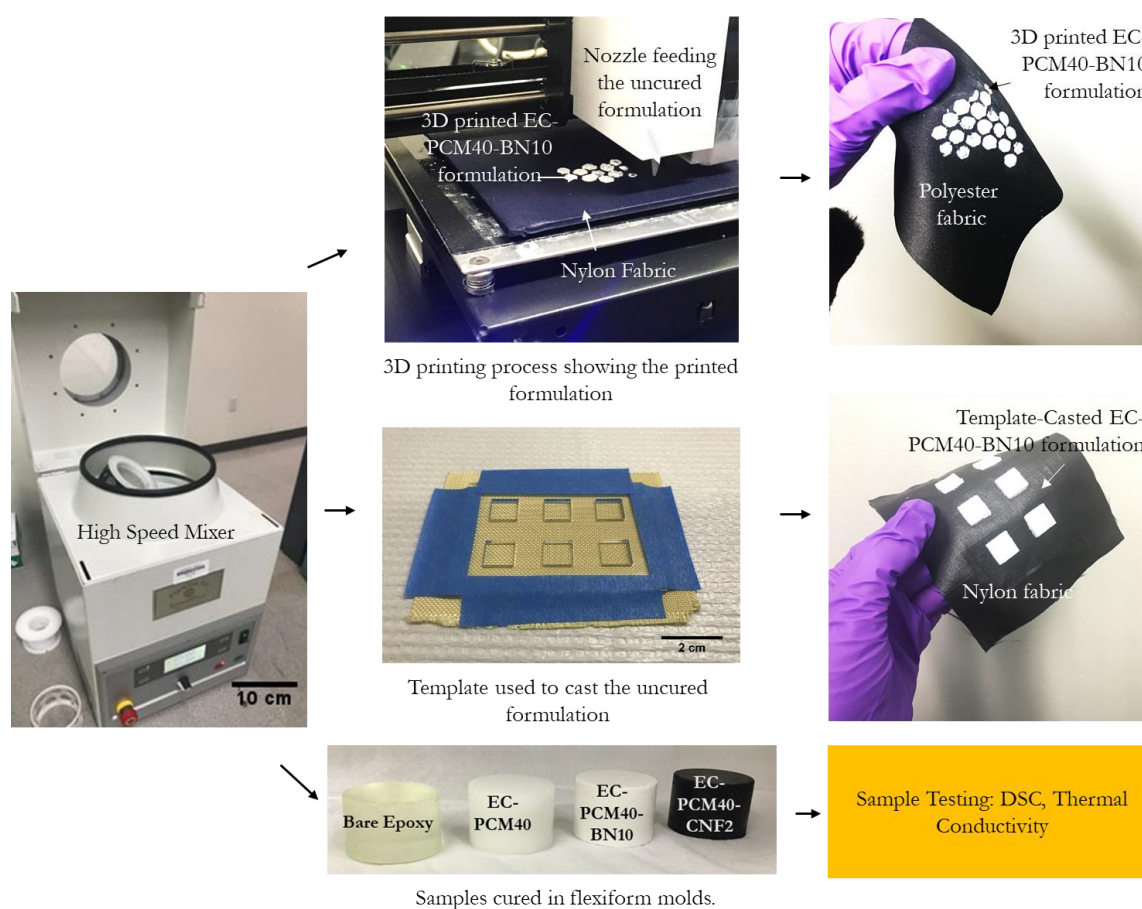 Nozzle feeding
the uncured
formulation
3D printed EC-
PCM40-BN10
formulation
Nylon Fabric
3D printing process showing the printed
formulation
3D printed EC-
PCM40-BN10
formulation
Polyester
fabric
High Speed Mixer
10 cm
2 cm
Template used to cast the uncured
formulation
Template-Casted EC-
PCM40-BN10 formulation
Nylon fabric
Bare Epoxy
EC-
PCM40
EC-
PCM40-
BN10
EC-
PCM40-
CNF2
Samples cured in flexiform molds.
Sample Testing: DSC, Thermal
Conductivity